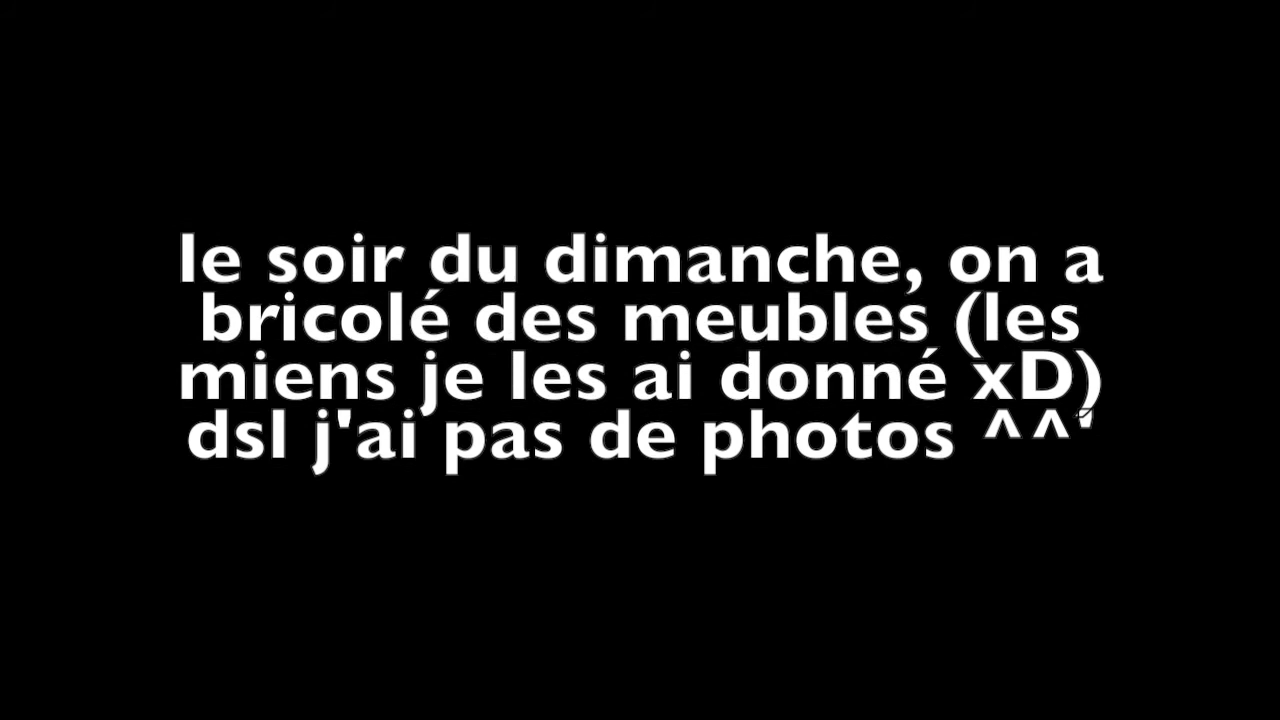 le soir du dimanche, on a
bricolé des meubles (les
miens je les ai donné xD)
dsl j'ai pas de photos ^^'